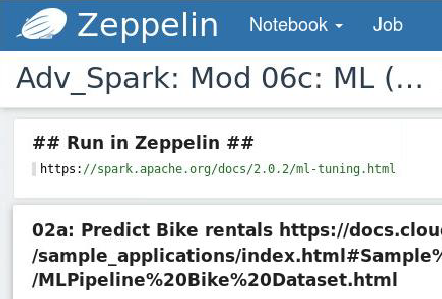 Zeppelin Notebook Job
Adv_Spark: Mod 06c: ML (...
## Run in Zeppelin ##
https://spark.apache.org/docs/2.0.2/ml-tuning.html
02a: Predict Bike rentals https://docs.clou
/sample_applications/index.html#Sample%
/MLPipeline%20Bike%20Dataset.html